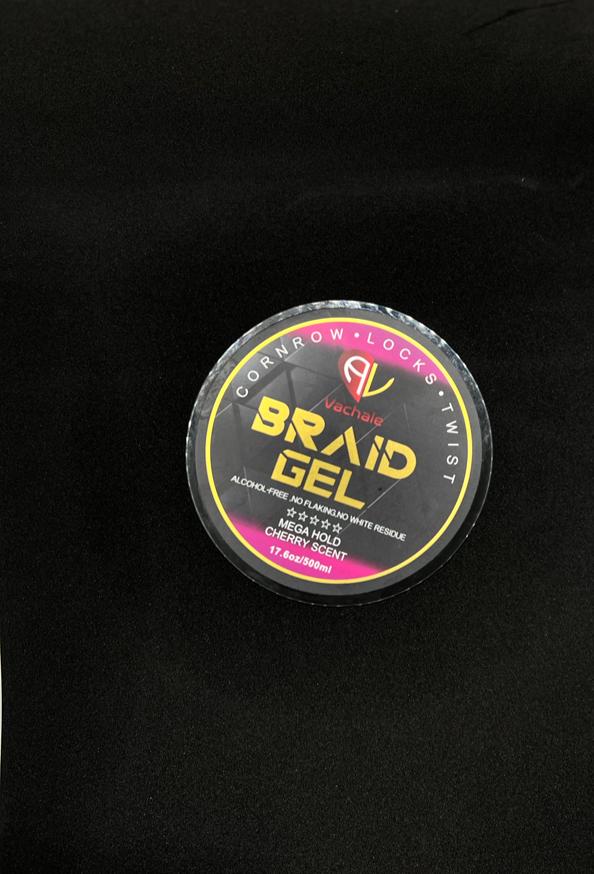 CORNROW • LOCKS • TWIST
AV
Vachale
BRAID
GEL
ALCOHOL-FREE .NO FLAKING.NO WHITE RESIDUE
☆☆☆☆☆
MEGA HOLD
CHERRY SCENT
17.6oz/500ml